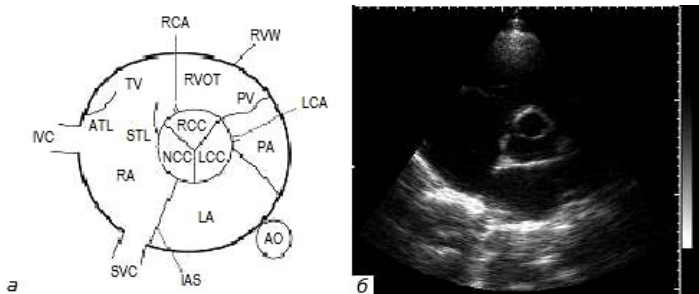 RCA
RVW
TV
RVOT
PV
LCA
IVC
ATL
STL
RCC
PA
RA
NCC
LCC
LA
AO
SVC
IAS
а
б